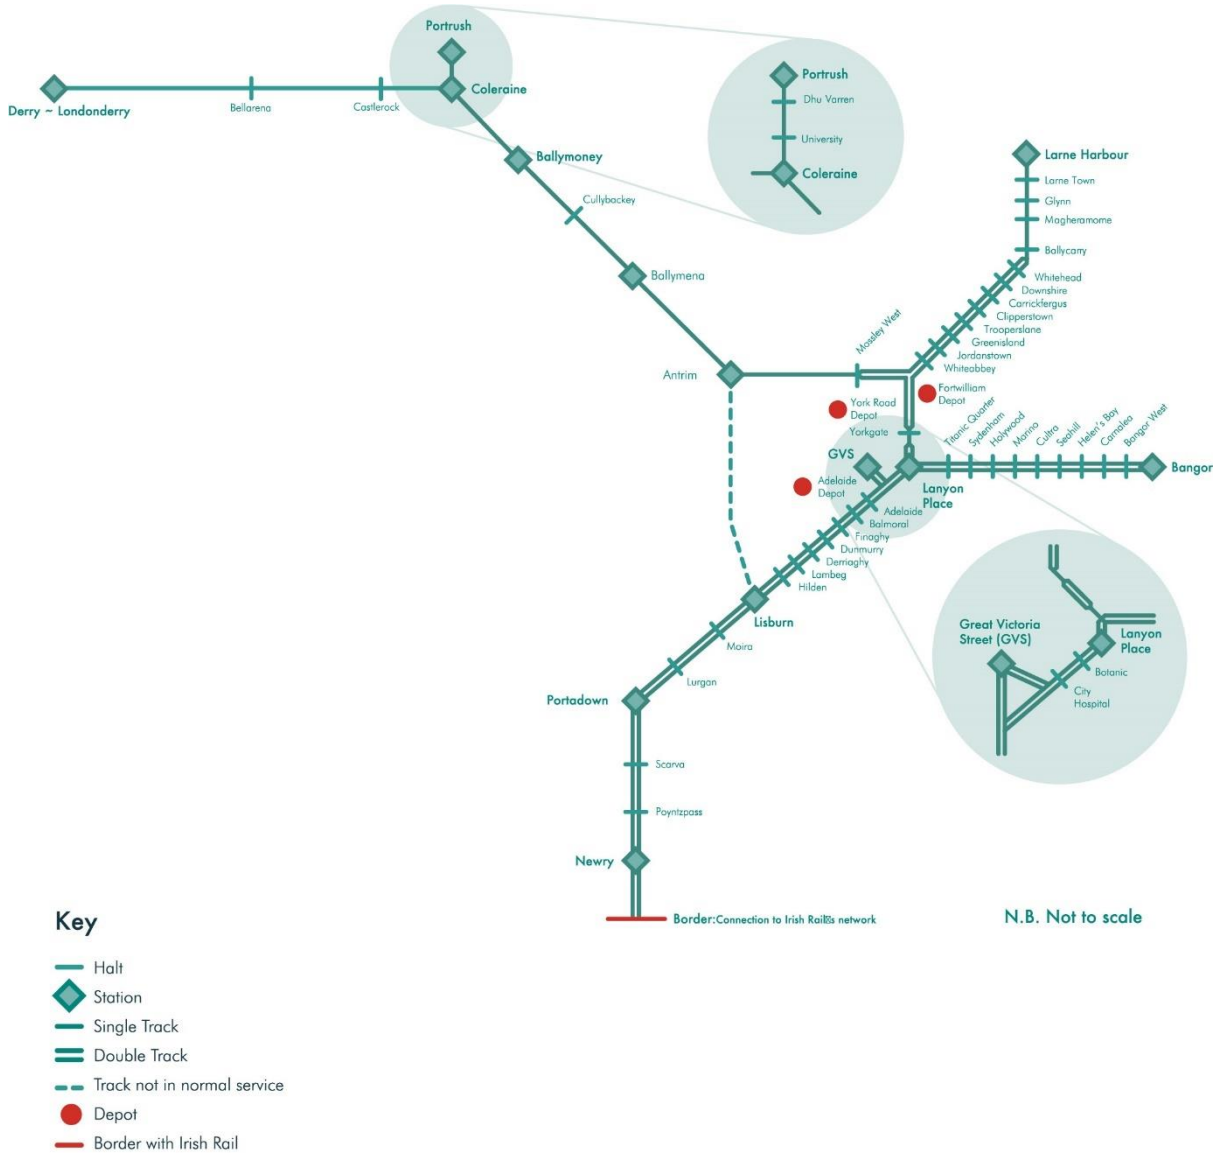 Portrush
Coleraine
Derry ~ Londonderry
Bellarena
Castlerock
Ballymoney
Cullybackey
Ballymena
Antrim
Portrush
Dhu Varren
University
Coleraine
Larne Harbour
Larne Town
Glynn
Magheramorne
Ballycarry
Whitehead
Downshire
Carrickfergus
Clipperstown
Trooperslane
Greenisland
Jordanstown
Whiteabbey
Mossley West
Fortwilliam
Depot
York Road
Depot
Yorkgate
GVS
Adelaide
Depot
Lanyon
Place
Titanic Quarter
Sydenham
Holywood
Marino
Cultra
Seahill
Helen's Bay
Carnalea
Bangor West
Bangor
Adelaide
Balmoral
Finaghy
Dunmurry
Derriaghy
Lambeg
Hilden
Lisburn
Moira
Lurgan
Portadown
Scarva
Poyntzpass
Newry
Great Victoria
Street (GVS)
Lanyon
Place
Botanic
City
Hospital
Border:Connection to Irish Rail▯s network
N.B. Not to scale
Key
Halt
Station
Single Track
Double Track
Track not in normal service
Depot
Border with Irish Rail